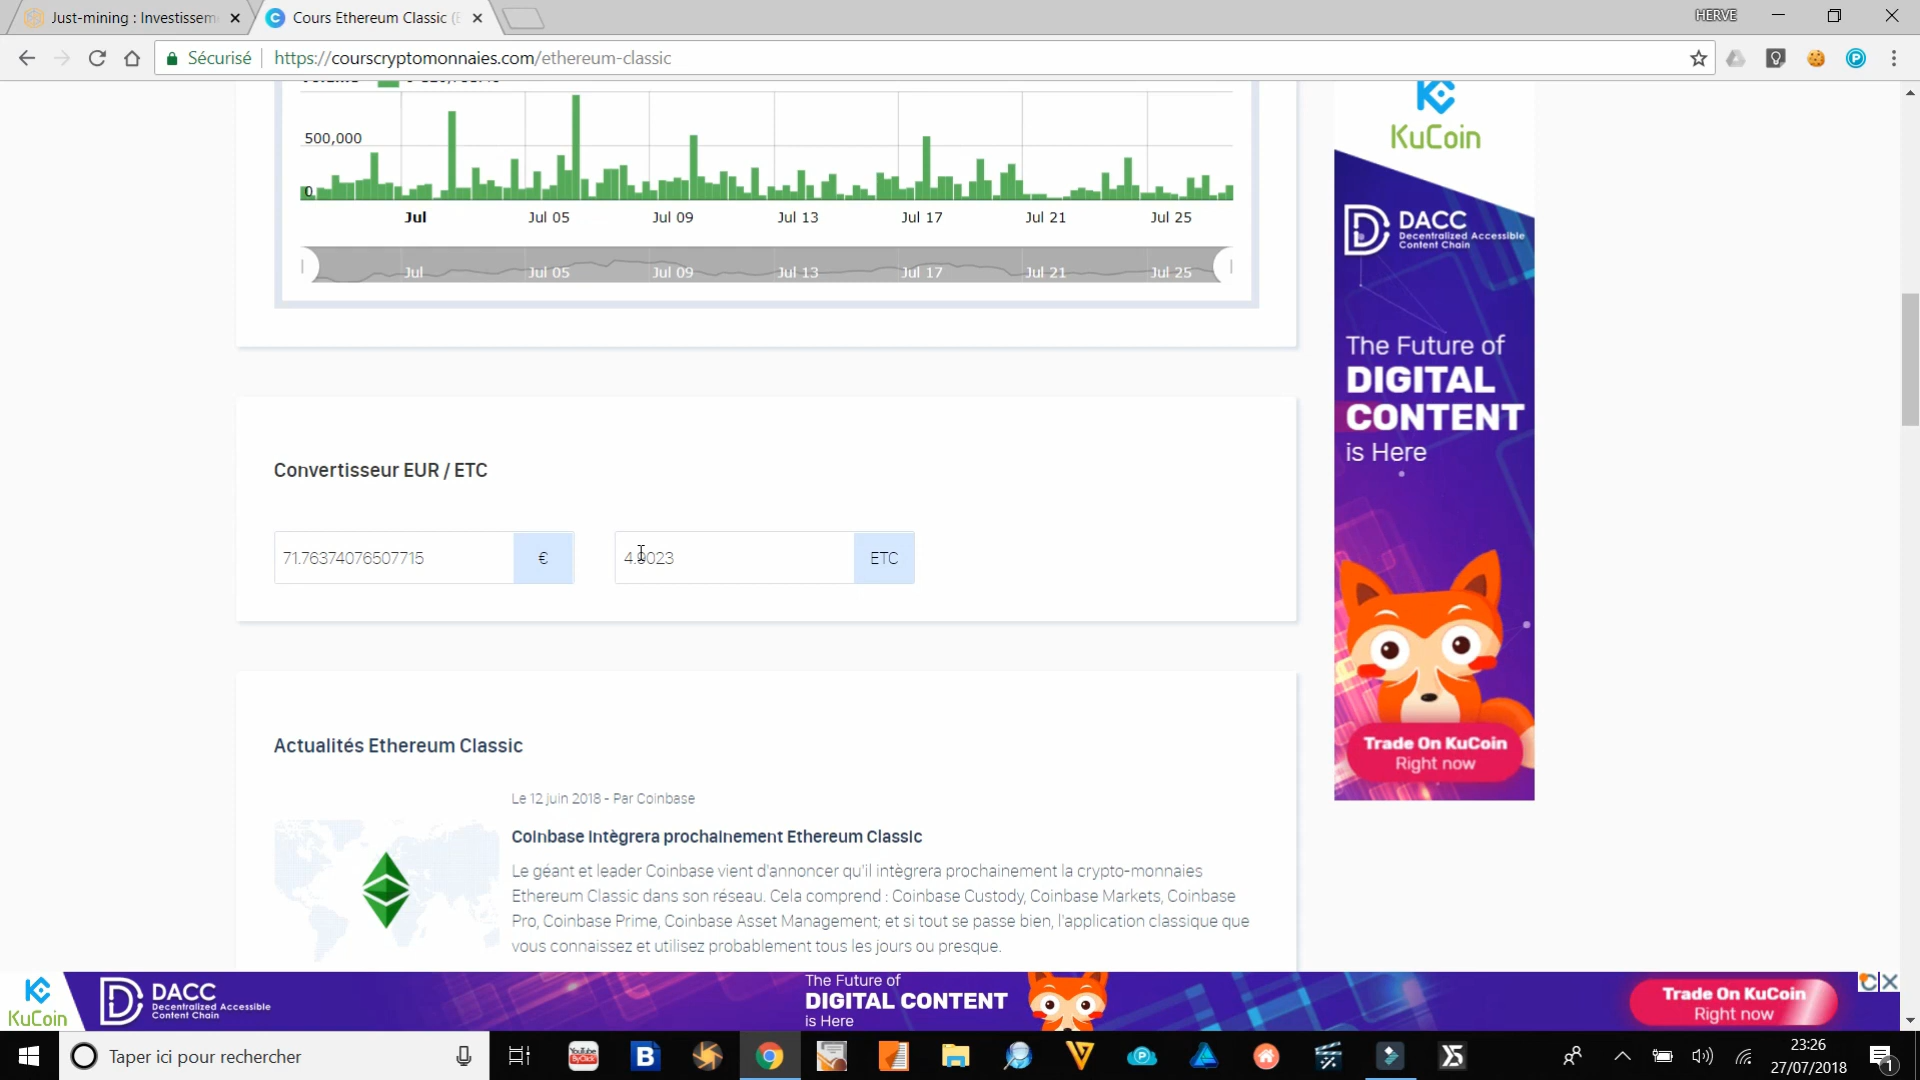 Just-mining : Investissem
Cours Ethereum Classic (E
HERVE
Sécurisé
https://courscryptomonnaies.com/ethereum-classic
500,000
0
Jul
Jul 05
Jul 09
Jul 13
Jul 17
Jul 21
Jul 25
Jul
Jul 05
Jul 09
Jul 13
Jul 17
Jul 21
Jul 25
Convertisseur EUR / ETC
71.76374076507715
€
ETC
Actualités Ethereum Classic
Le 12 juin 2018 - Par Coinbase
Coinbase intègrera prochainement Ethereum Classic
Le géant et leader Coinbase vient d'annoncer qu'il intègrera prochainement la crypto-monnaies
Ethereum Classic dans son réseau. Cela comprend : Coinbase Custody, Coinbase Markets, Coinbase
Pro, Coinbase Prime, Coinbase Asset Management; et si tout se passe bien, l'application classique que
vous connaissez et utilisez probablement tous les jours ou presque.
KuCoin
DACC
Decentralized Accessible
Content Chain
The Future of
DIGITAL
CONTENT
is Here
Trade On KuCoin
Right now
KuCoin
DACC
Decentralized Accessible
Content Chain
The Future of
DIGITAL CONTENT
is Here
Trade On KuCoin
Right now
Taper ici pour rechercher
23:26
27/07/2018
1